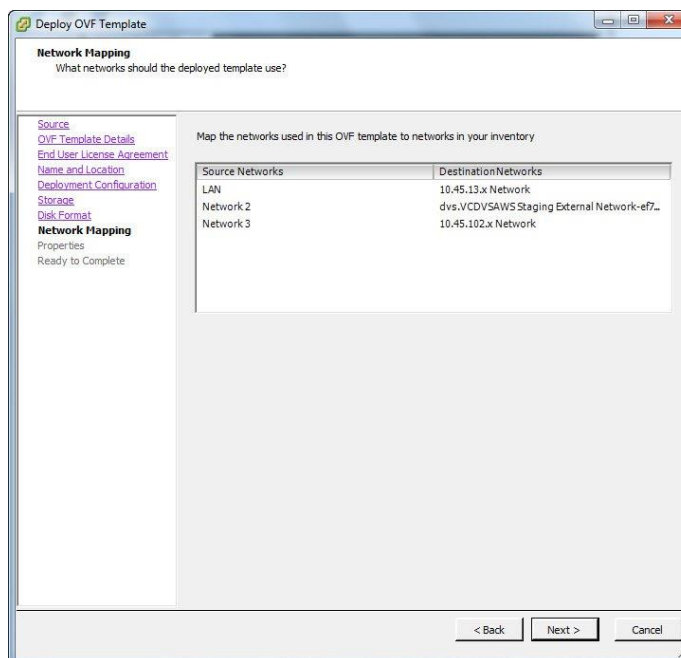 Deploy OVF Template
Network Mapping
What networks should the deployed template use?
Source
OVF Template Details
End User License Agreement
Name and Location
Deployment Configuration
Storage
Disk Format
Network Mapping
Properties
Ready to Complete
Map the networks used in this OVF template to networks in your inventory
Source Networks Destination Networks
LAN 10.45.13.x Network
Network 2 dvs.VCDVSAWS Staging External Network-ef7...
Network 3 10.45.102.x Network
< Back Next > Cancel